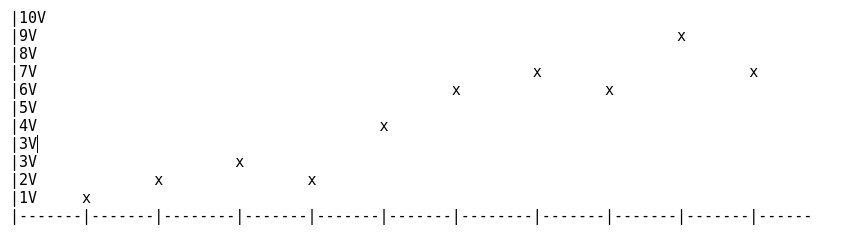 |10V
|9V                                                                       x
|8V
|7V                                                       x                       x
|6V                                              x                x
|5V
|4V                                      x
|3V
|3V                      x
|2V             x                x
|1V     x
|-------|-------|--------|-------|-------|-------|--------|-------|-------|-------|------